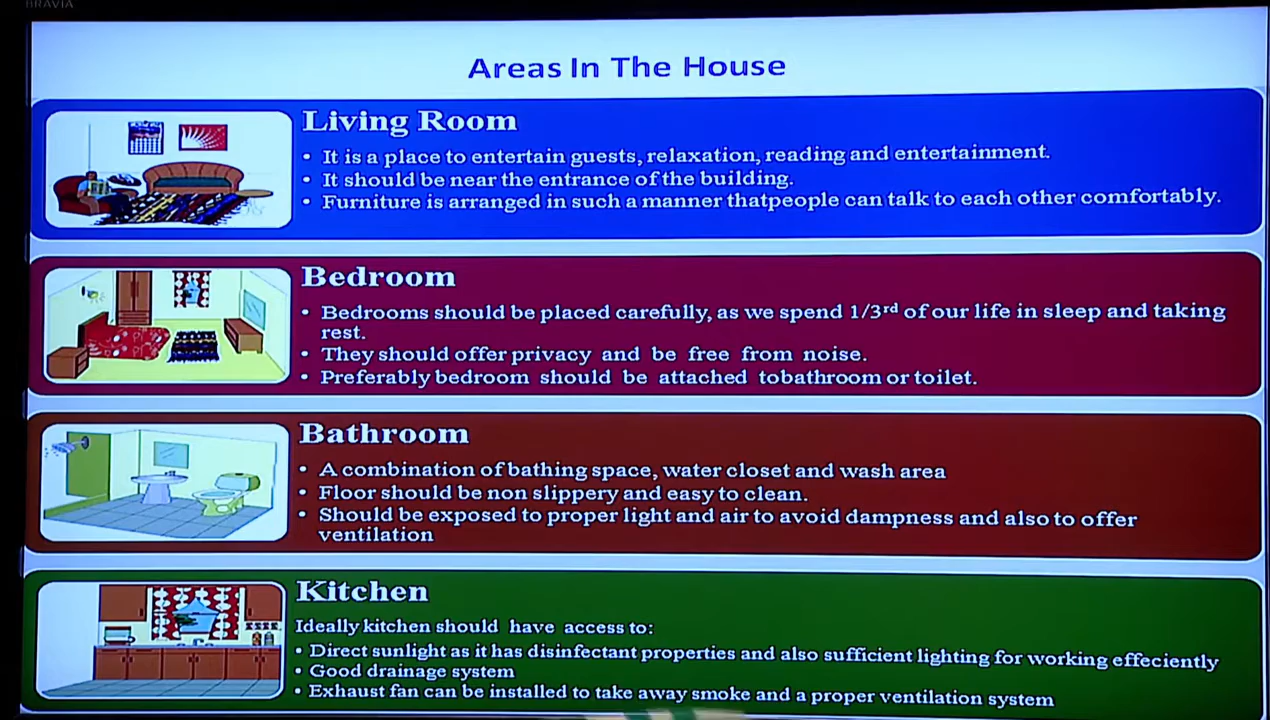 BRAVIA
Areas In The House
Living Room
• It is a place to entertain guests, relaxation, reading and entertainment.
• It should be near the entrance of the building.
• Furniture is arranged in such a manner thatpeople can talk to each other comfortably.
Bedroom
• Bedrooms should be placed carefully, as we spend 1/3rd of our life in sleep and taking
rest.
• They should offer privacy and be free from noise.
• Preferably bedroom should be attached tobathroom or toilet.
Bathroom
• A combination of bathing space, water closet and wash area
• Floor should be non slippery and easy to clean.
• Should be exposed to proper light and air to avoid dampness and also to offer
ventilation
Kitchen
Ideally kitchen should have access to:
• Direct sunlight as it has disinfectant properties and also sufficient lighting for working effeciently
• Good drainage system
• Exhaust fan can be installed to take away smoke and a proper ventilation system